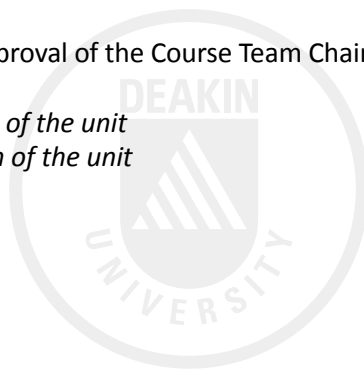 proval of the Course Team Chair
of the unit
of the unit
DEAKIN
UNIVERSITY